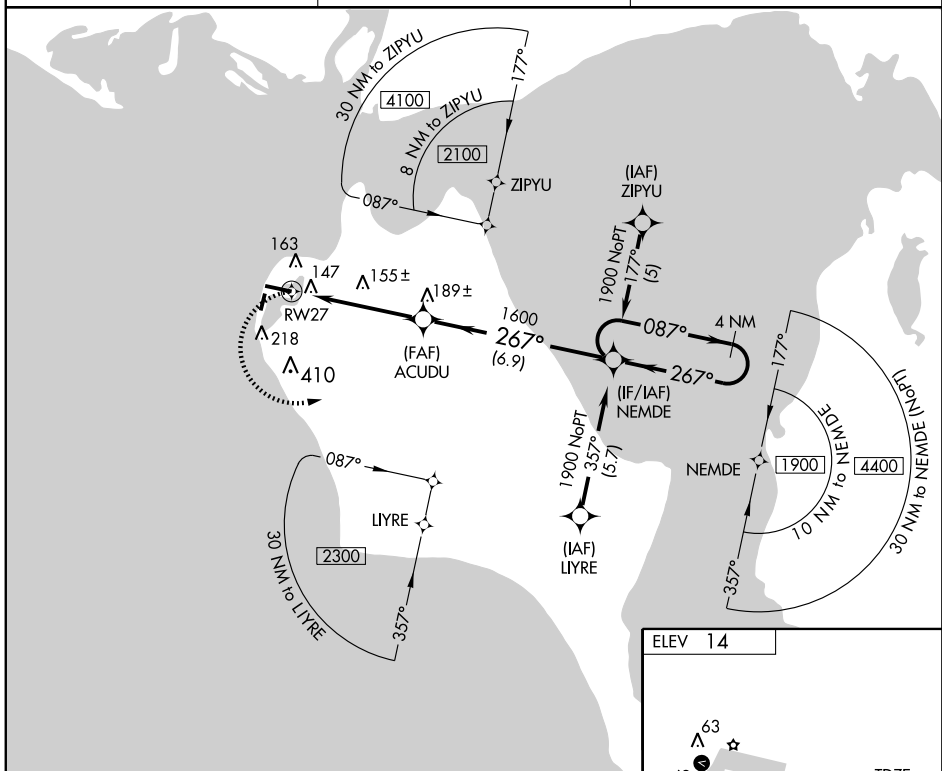 30 NM to ZIPYU
4100
8 NM to ZIPYU
2100
177°
ZIPYU
087°
(IAF)
ZIPYU
1900 NoPT
177°
(5)
163
147
155±
189±
RW27
218
410
(FAF)
ACUDU
1600
267°
(6.9)
087°
4 NM
267°
(IF/IAF)
NEMDE
1900 NoPT
357°
(5.7)
(IAF)
LIYRE
177°
NEMDE
1900
4400
10 NM to NEMDE
30 NM to NEMDE (NoPT)
357°
087°
LIYRE
2300
30 NM to LIYRE
357°
ELEV 14
63